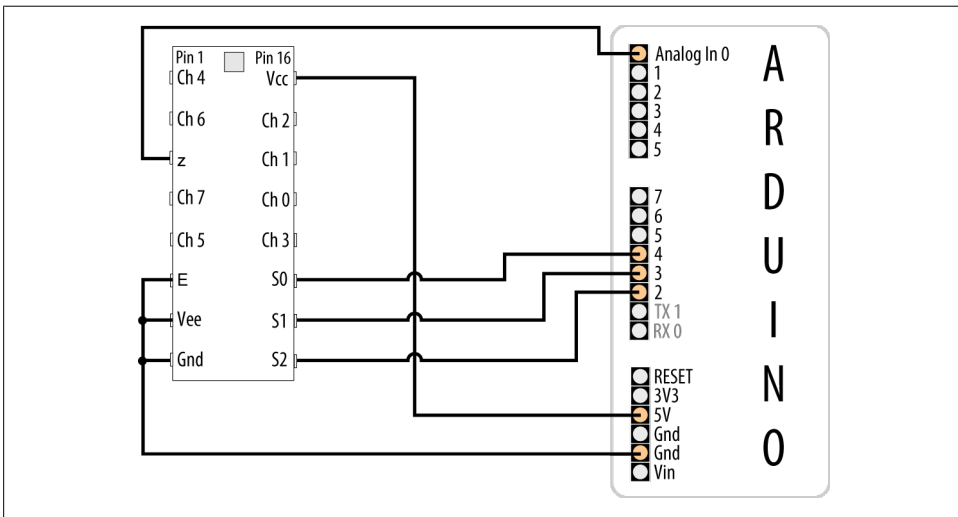 Pin 1
Pin 16
Ch 4
Vcc
Ch 6
Ch 2
z
Ch 1
Ch 7
Ch 0
Ch 5
Ch 3
E
S0
Vee
S1
Gnd
S2
Analog In 0
1
2
3
4
5
7
6
5
4
3
2
TX 1
RX 0
RESET
3V3
5V
Gnd
Gnd
Vin
ARDUINO